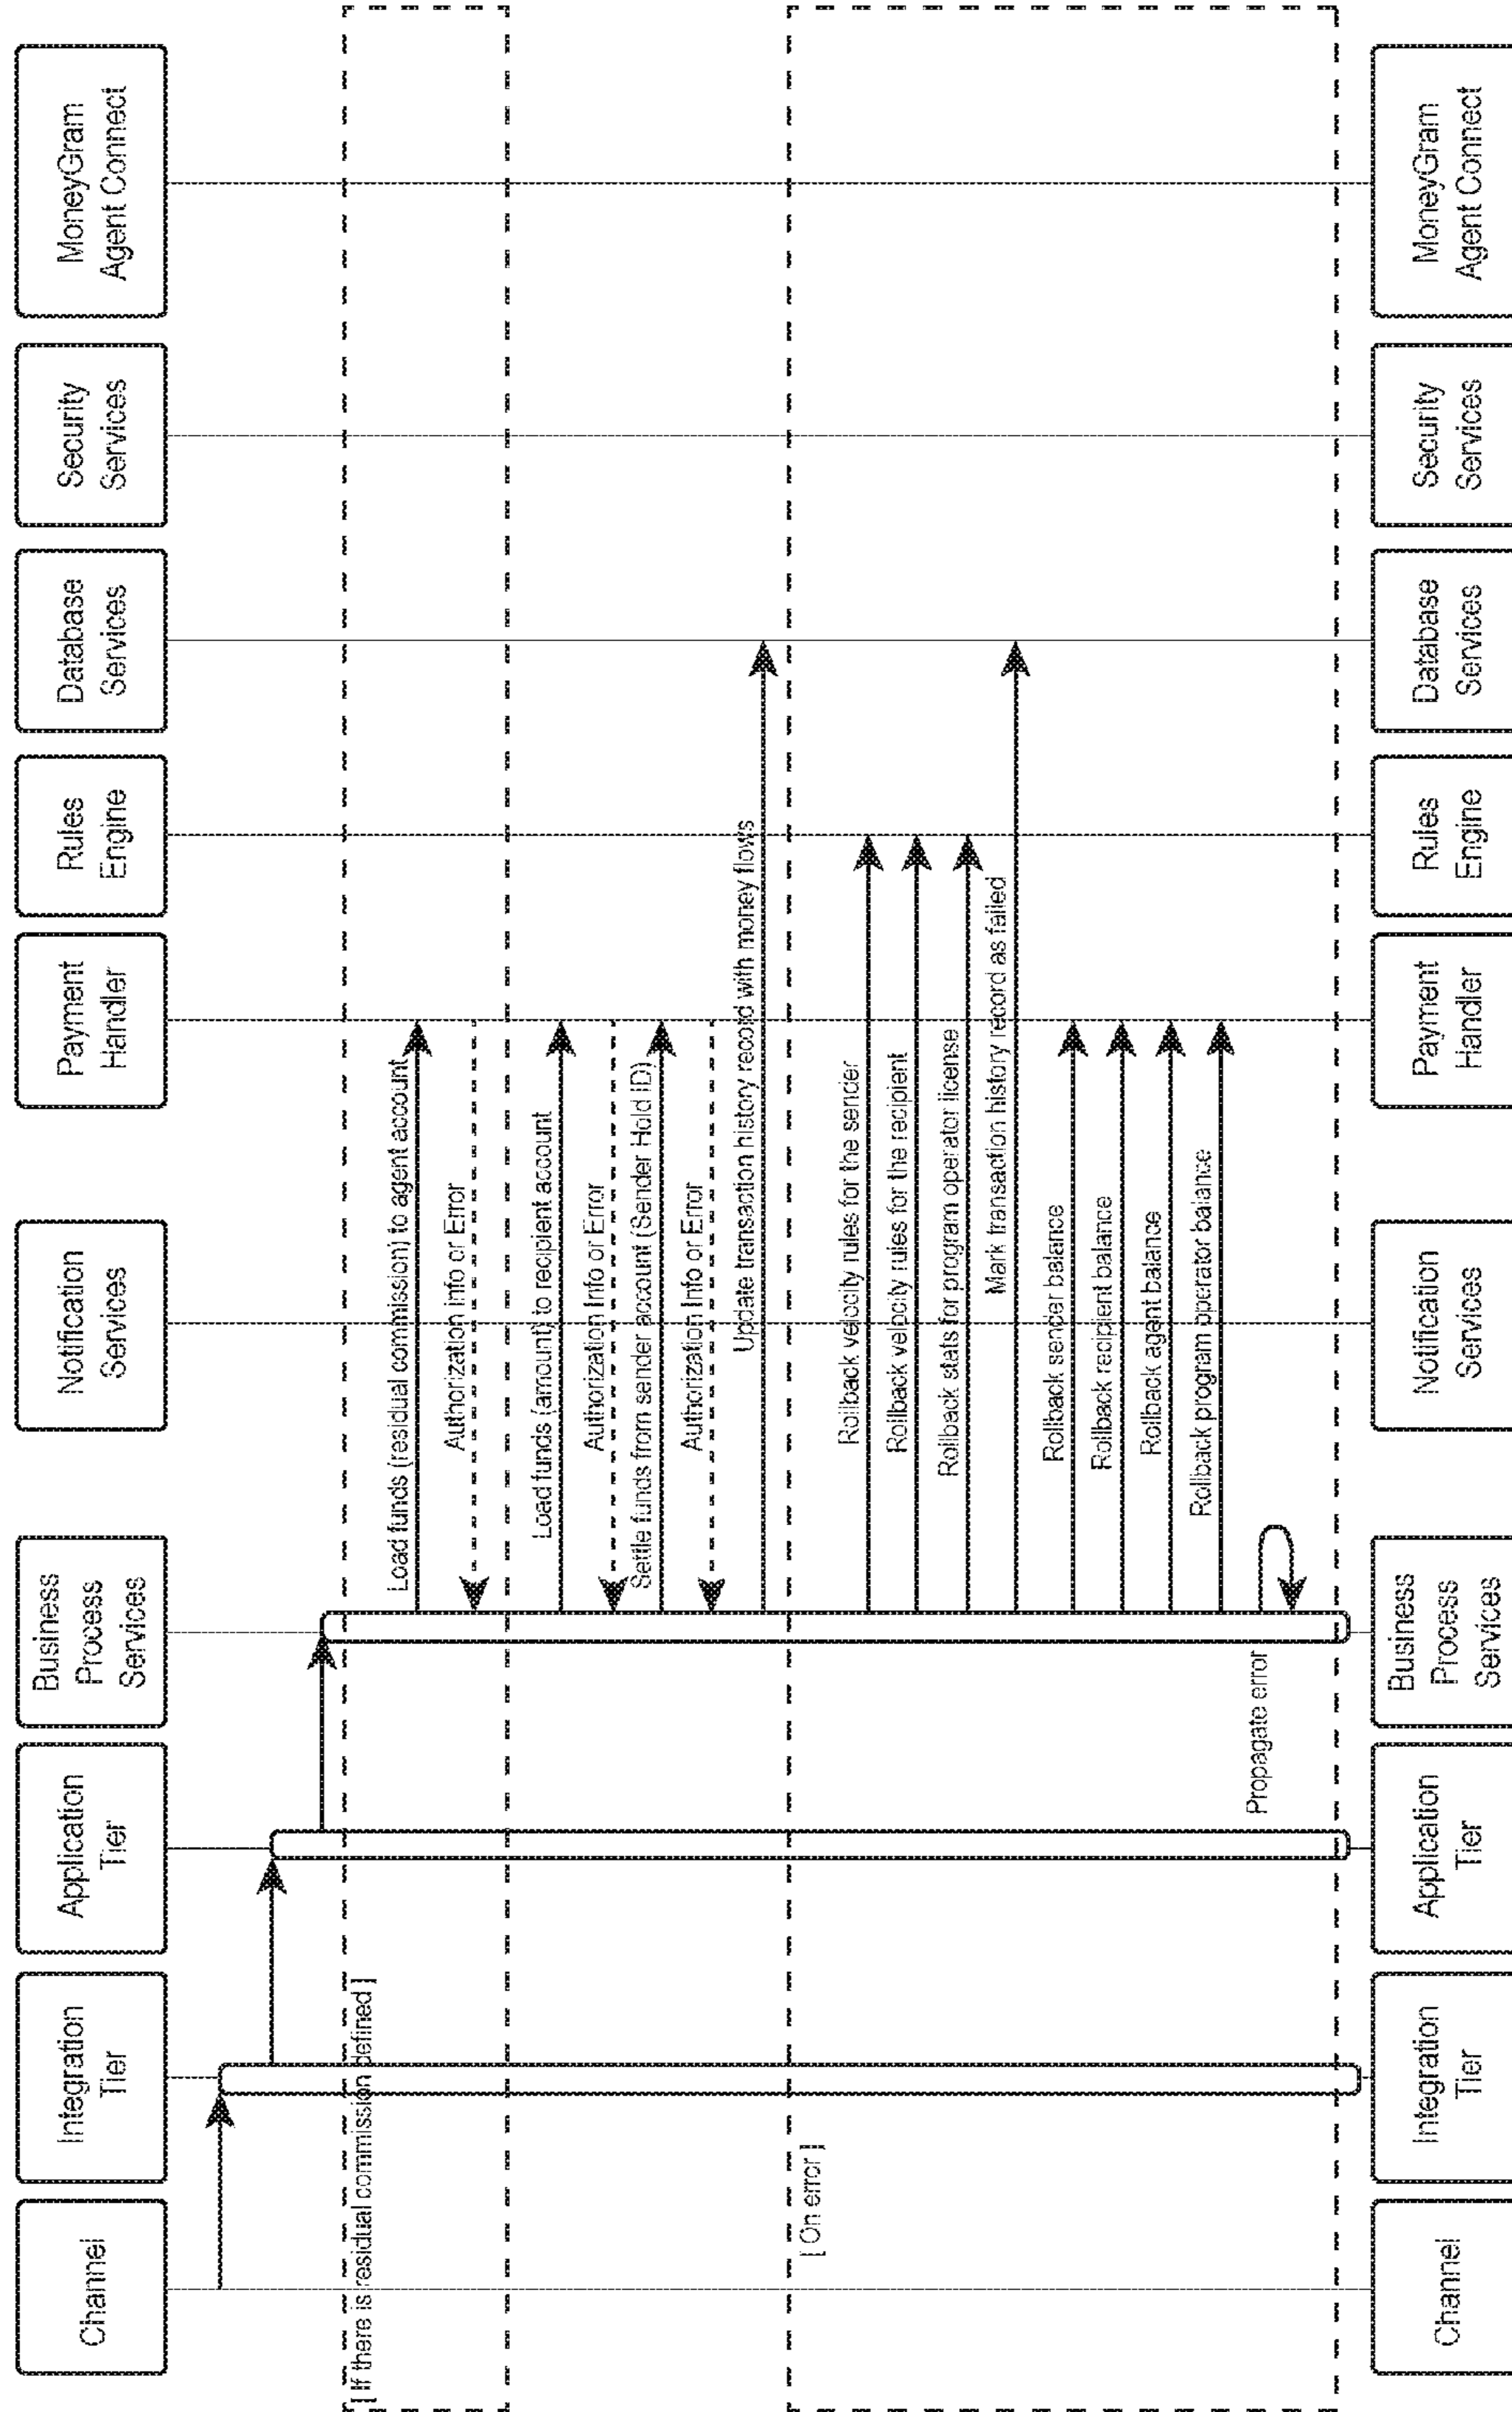 Channel
Integration
Tier
Application
Tier
Business
Process
Services
Notification
Services
Payment
Handler
Rules
Engine
Database
Services
Security
Services
MoneyGram
Agent Connect
[ If there is residual commission defined ]
Load funds (residual commission) to agent account
Authorization info or Error
Load funds (amount) to recipient account
Authorization Info or Error
Settle funds from sender account (Sender Hold ID)
Authorization Info or Error
Update transaction history record with money flows
[ On error ]
Rollback velocity rules for the sender
Rollback velocity rules for the recipient
Rollback stats for program operator license
Mark transaction history record as failed
Rollback sender balance
Rollback recipient balance
Rollback agent balance
Rollback program operator balance
Propagate error
Channel
Integration
Tier
Application
Tier
Business
Process
Services
Notification
Services
Payment
Handler
Rules
Engine
Database
Services
Security
Services
MoneyGram
Agent Connect